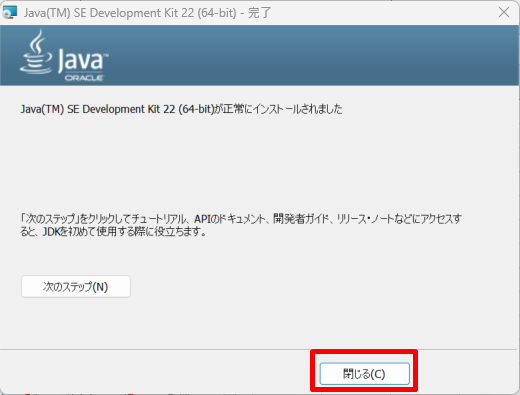 Java(TM) SE Development Kit 22 (64-bit) - 完了
Java™
ORACLE
Java(TM) SE Development Kit 22 (64-bit)が正常にインストールされました
「次のステップ」をクリックしてチュートリアル、APIのドキュメント、開発者ガイド、リリース・ノートなどにアクセスす
ると、JDKを初めて使用する際に役立ちます。
次のステップ(N)
閉じる(C)